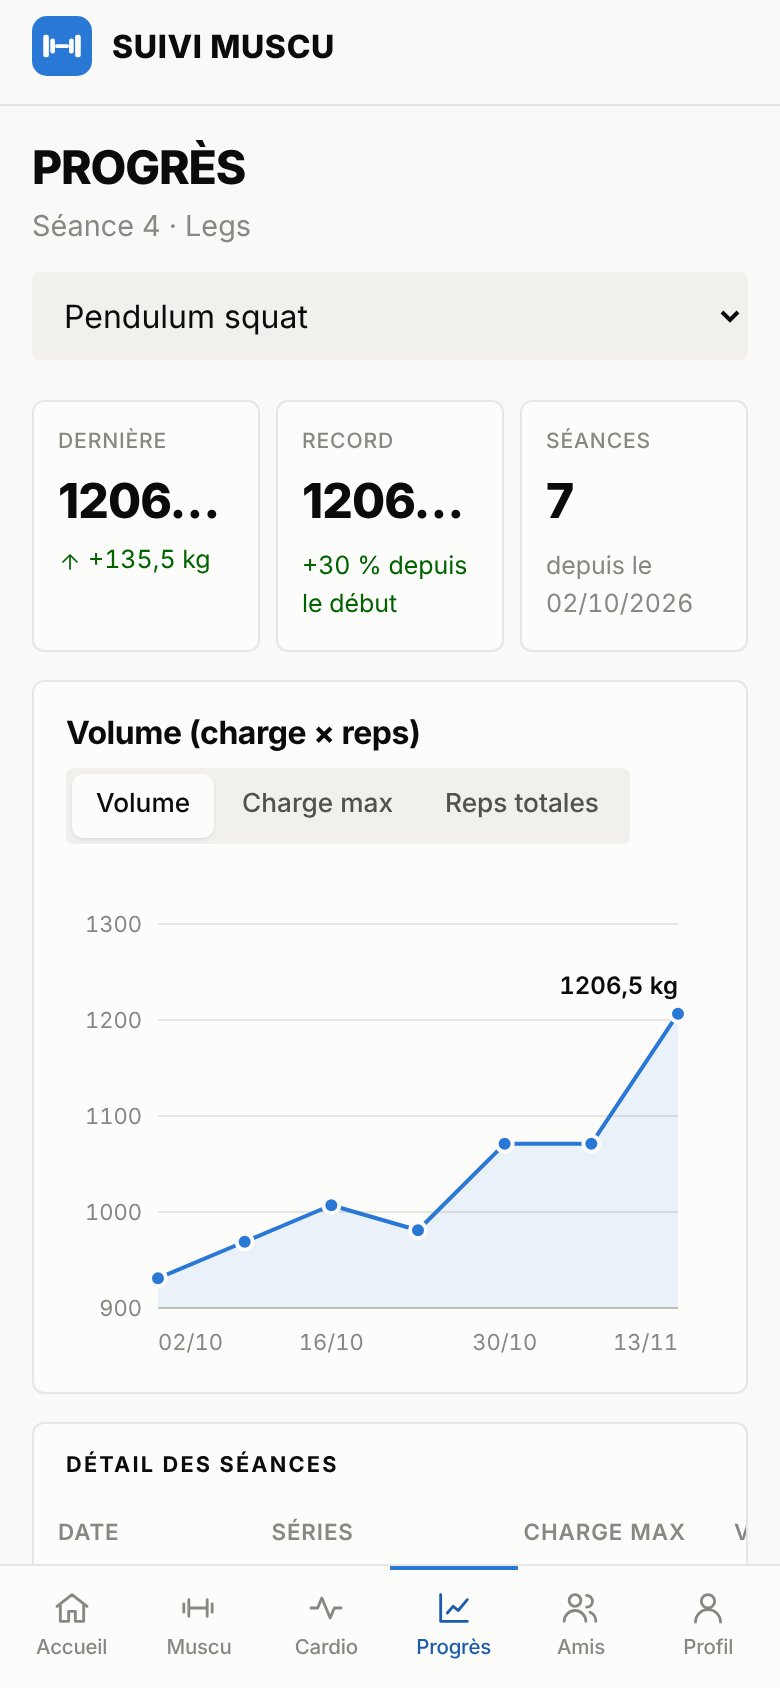 SUIVI MUSCU
PROGRÈS
Séance 4 · Legs
Pendulum squat
DERNIÈRE
1206...
↑ +135,5 kg
RECORD
1206...
+30 % depuis
le début
SÉANCES
7
depuis le
02/10/2026
Volume (charge × reps)
Volume Charge max Reps totales
1300
1206,5 kg
1200
1100
1000
900
02/10 16/10 30/10 13/11
DÉTAIL DES SÉANCES
DATE SÉRIES CHARGE MAX
Accueil Muscu Cardio Progrès Amis Profil